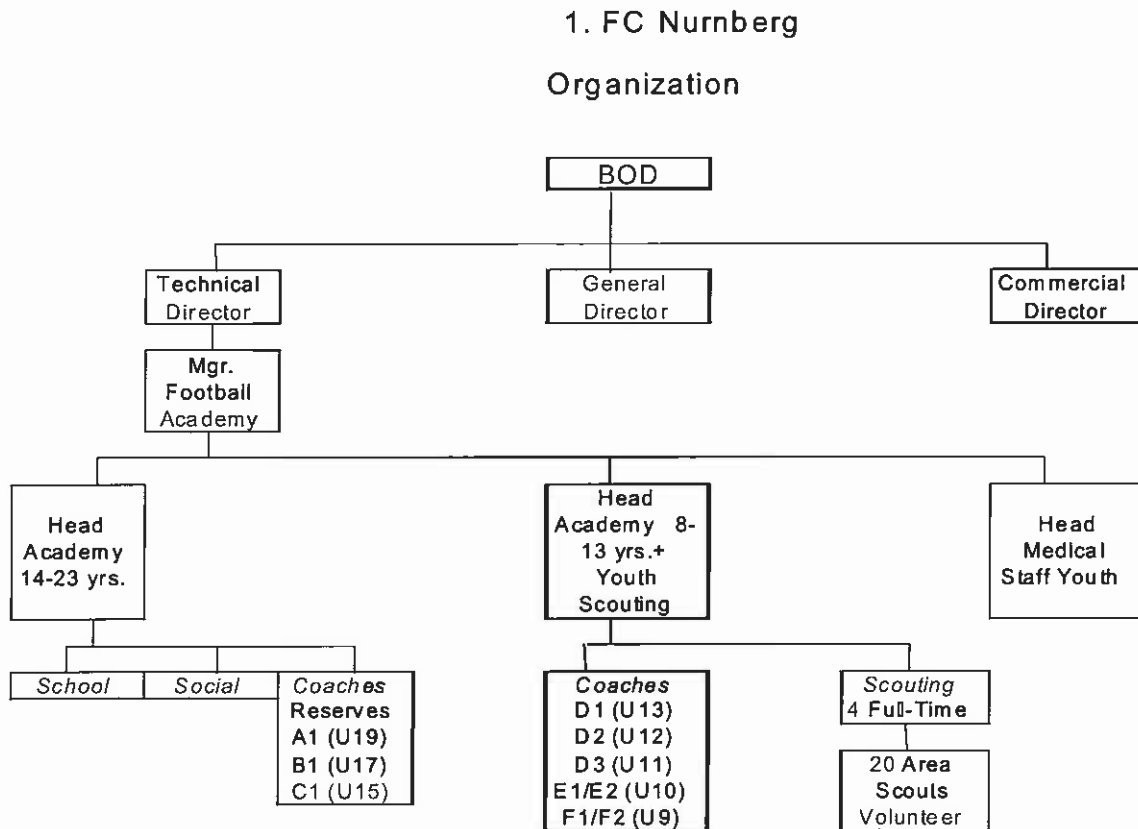 1. FC Nurnberg
Organization
BOD
Technical
Director
General
Director
Commercial
Director
Mgr.
Football
Academy
Head
Academy
14-23 yrs.
Head
Academy 8-
13 yrs.+
Youth
Scouting
Head
Medical
Staff Youth
School
Social
Coaches
Reserves
A1 (U19)
B1 (U17)
C1 (U15)
Coaches
D1 (U13)
D2 (U12)
D3 (U11)
E1/E2 (U10)
F1/F2 (U9)
Scouting
4 Full-Time
20 Area
Scouts
Volunteer